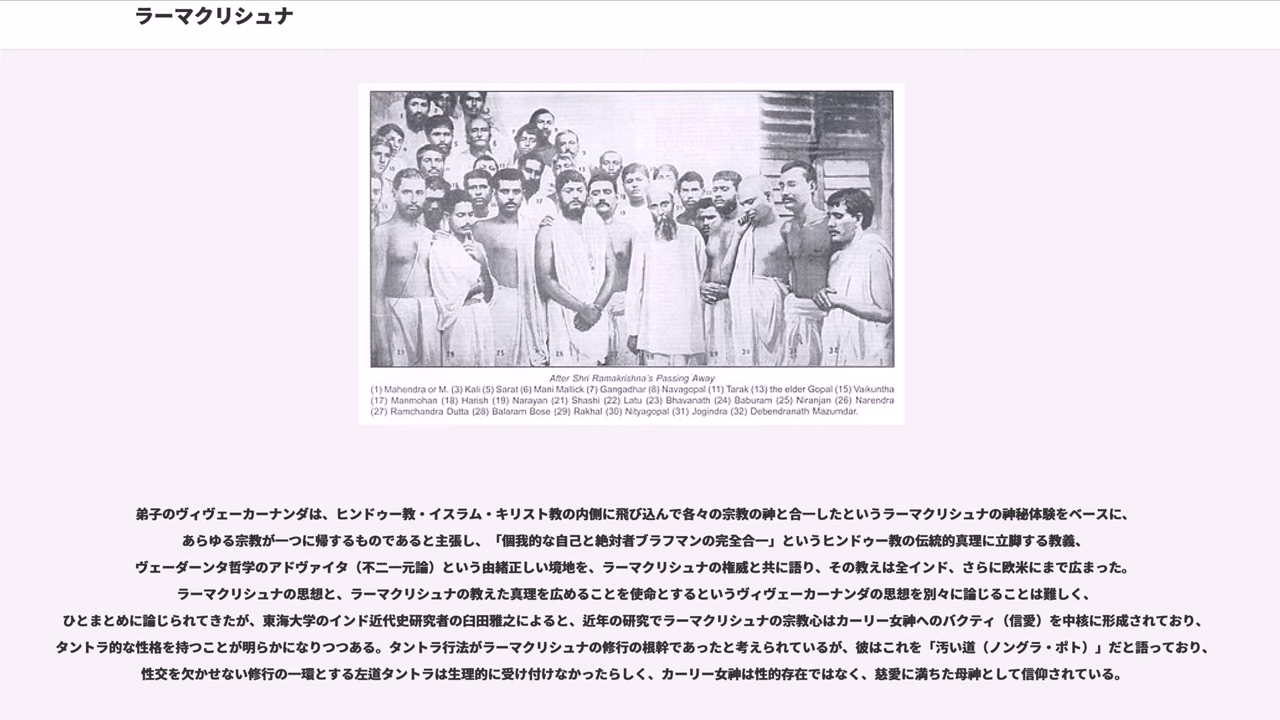 ラーマクリシュナ
After Shri Ramakrishna's Passing Away
(1) Mahendra or M. (3) Kali (5) Sarat (6) Mani Mallick (7) Gangadhar (8) Navagopal (11) Tarak (13) the elder Gopal (15) Vaikuntha
(17) Manmohan (18) Harish (19) Narayan (21) Shashi (22) Latu (23) Bhavanath (24) Baburam (25) Niranjan (26) Narendra
(27) Ramchandra Dutta (28) Balaram Bose (29) Rakhal (30) Nityagopal (31) Jogindra (32) Debendranath Mazumdar.
弟子のヴィヴェーカーナンダは、ヒンドゥー教・イスラム・キリスト教の内側に飛び込んで各々の宗教の神と合一したというラーマクリシュナの神秘体験をベースに、
あらゆる宗教が一つに帰するものであると主張し、「個我的な自己と絶対者ブラフマンの完全合一」というヒンドゥー教の伝統的真理に立脚する教義、
ヴェーダーンタ哲学のアドヴァイタ（不二一元論）という由緒正しい境地を、ラーマクリシュナの権威と共に語り、その教えは全インド、さらに欧米にまで広まった。
ラーマクリシュナの思想と、ラーマクリシュナの教えた真理を広めることを使命とするというヴィヴェーカーナンダの思想を別々に論じることは難しく、
ひとまとめに論じられてきたが、東海大学のインド近代史研究者の臼田雅之によると、近年の研究でラーマクリシュナの宗教心はカーリー女神へのバクティ（信愛）を中核に形成されており、
タントラ的な性格を持つことが明らかになりつつある。タントラ行法がラーマクリシュナの修行の根幹であったと考えられているが、彼はこれを「汚い道（ノングラ・ポト）」だと語っており、
性交を欠かせない修行の一環とする左道タントラは生理的に受け付けなかったらしく、カーリー女神は性的存在ではなく、慈愛に満ちた母神として信仰されている。